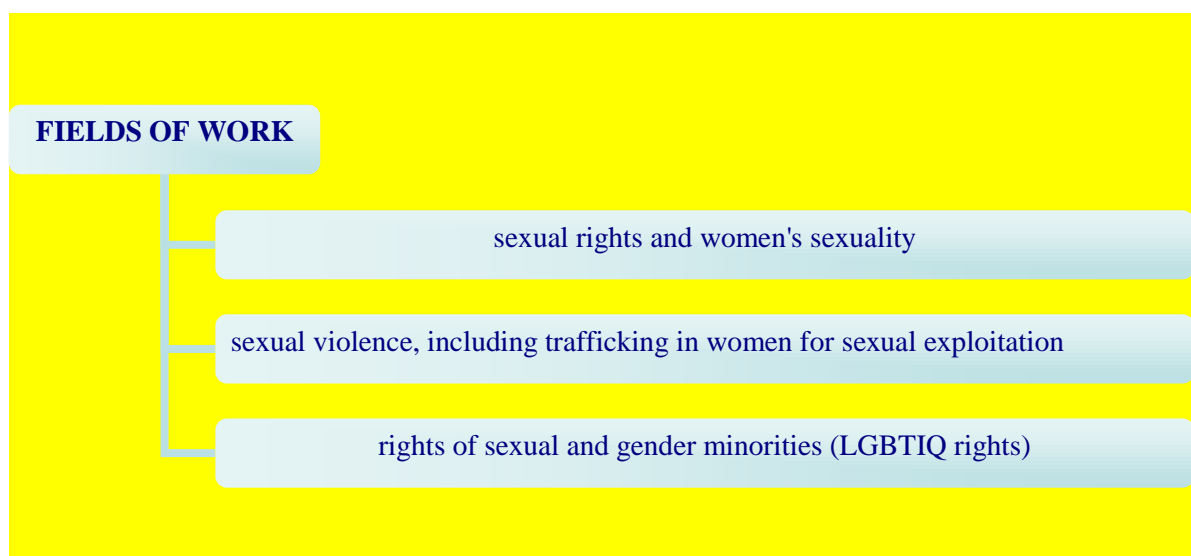 FIELDS OF WORK
sexual rights and women's sexuality
sexual violence, including trafficking in women for sexual exploitation
rights of sexual and gender minorities (LGBTIQ rights)